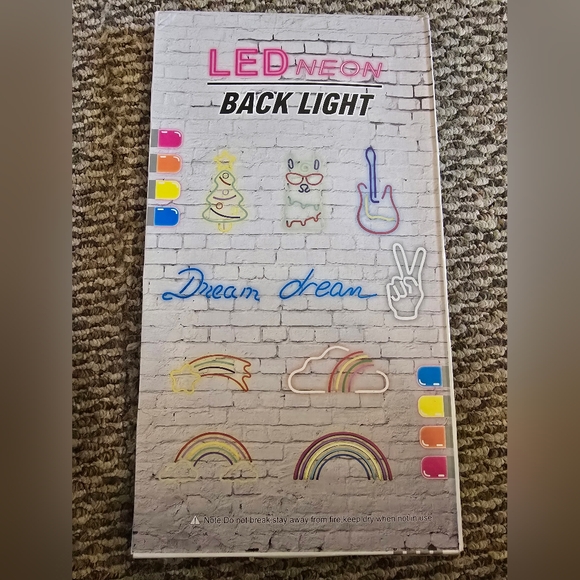 LED NEON
BACK LIGHT
Dream dream
Note:Do not break stay away from fire keep dry when not in use